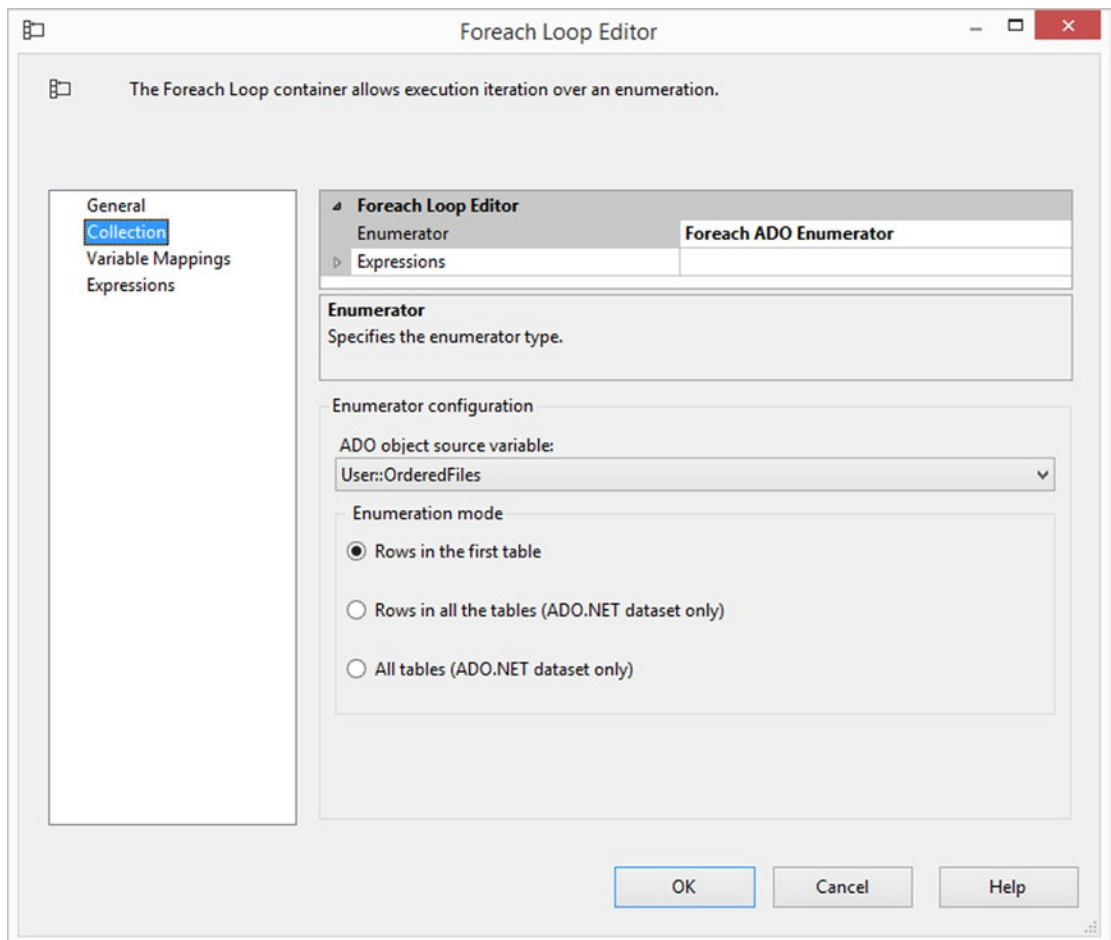 Foreach Loop Editor
The Foreach Loop container allows execution iteration over an enumeration.
General
Collection
Variable Mappings
Expressions
Foreach Loop Editor
Enumerator Foreach ADO Enumerator
Expressions
Enumerator
Specifies the enumerator type.
Enumerator configuration
ADO object source variable:
User::OrderedFiles
Enumeration mode
Rows in the first table
Rows in all the tables (ADO.NET dataset only)
All tables (ADO.NET dataset only)
OK Cancel Help